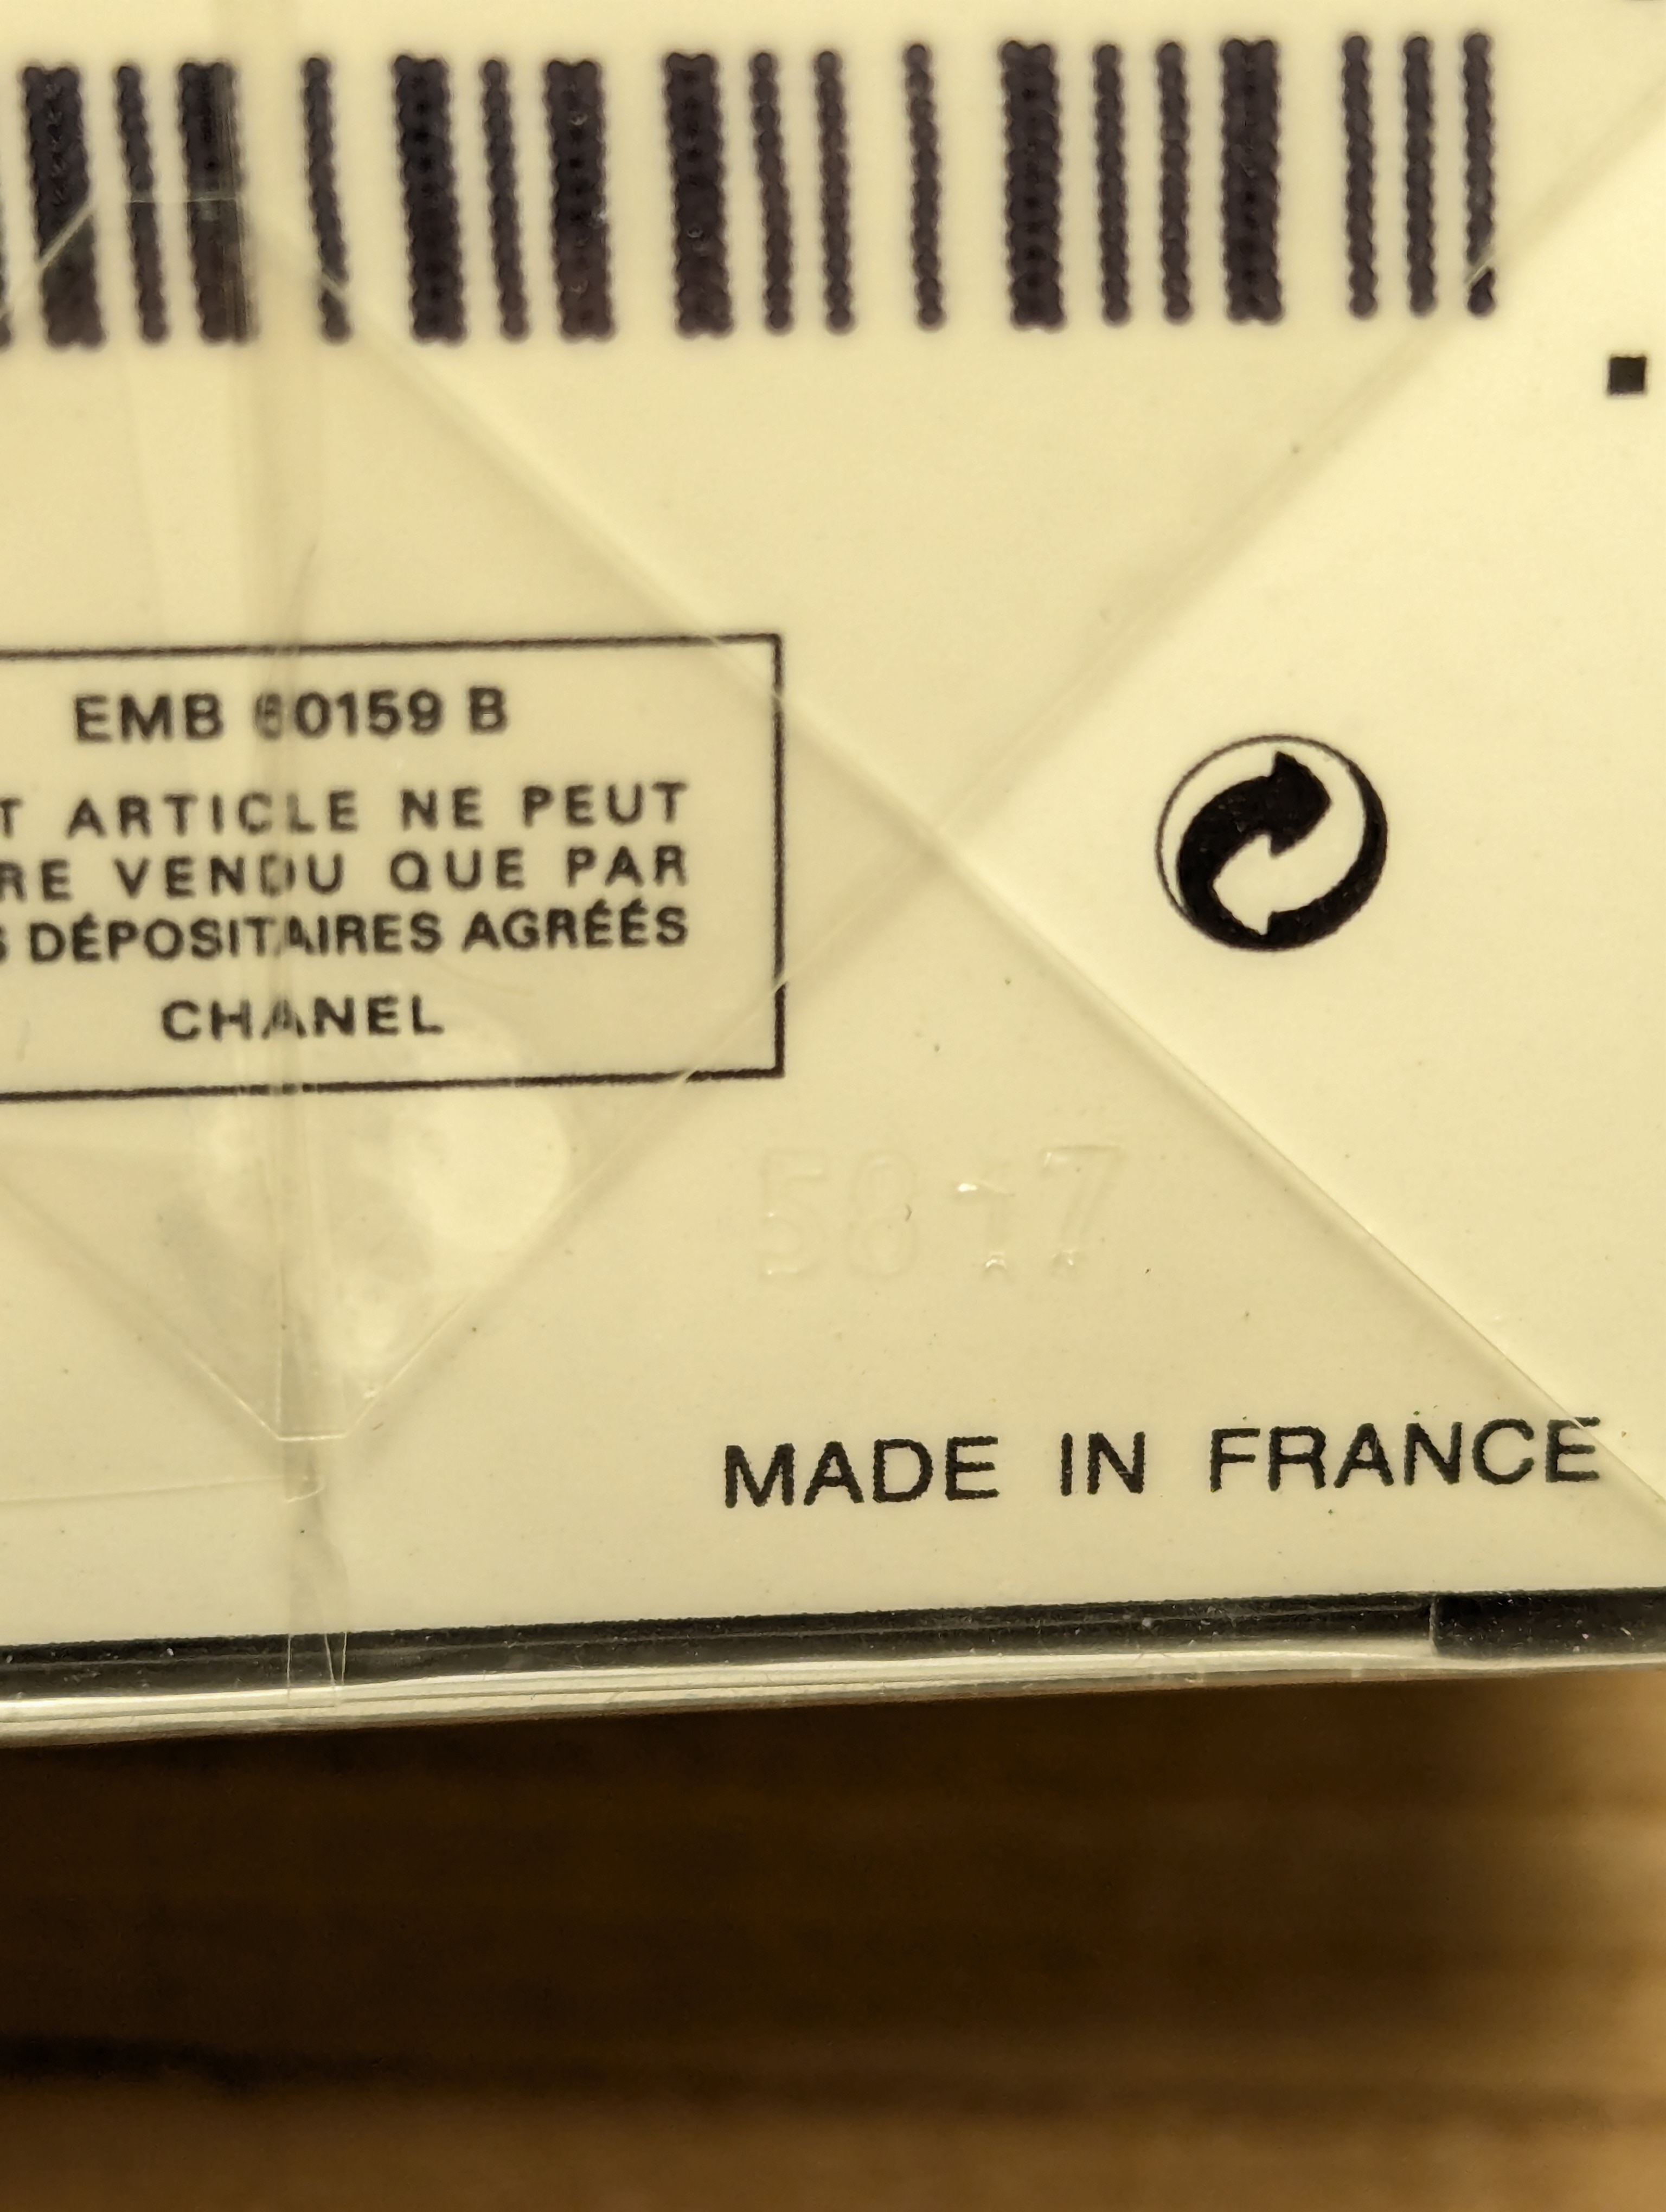 EMB 60159 B
T ARTICLE NE PEUT
RE VENDU QUE PAR
S DÉPOSITAIRES AGRÉÉS
CHANEL
MADE IN FRANCE